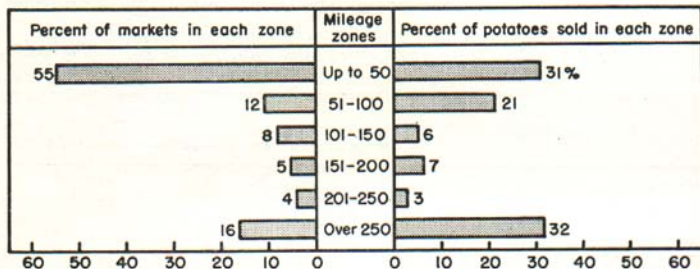 Percent of markets in each zone Mileage zones Percent of potatoes sold in each zone
55 Up to 50 31%
12 51-100 21
8 101-150 6
5 151-200 7
4 201-250 3
16 Over 250 32
60 50 40 30 20 10 0 0 10 20 30 40 50 60